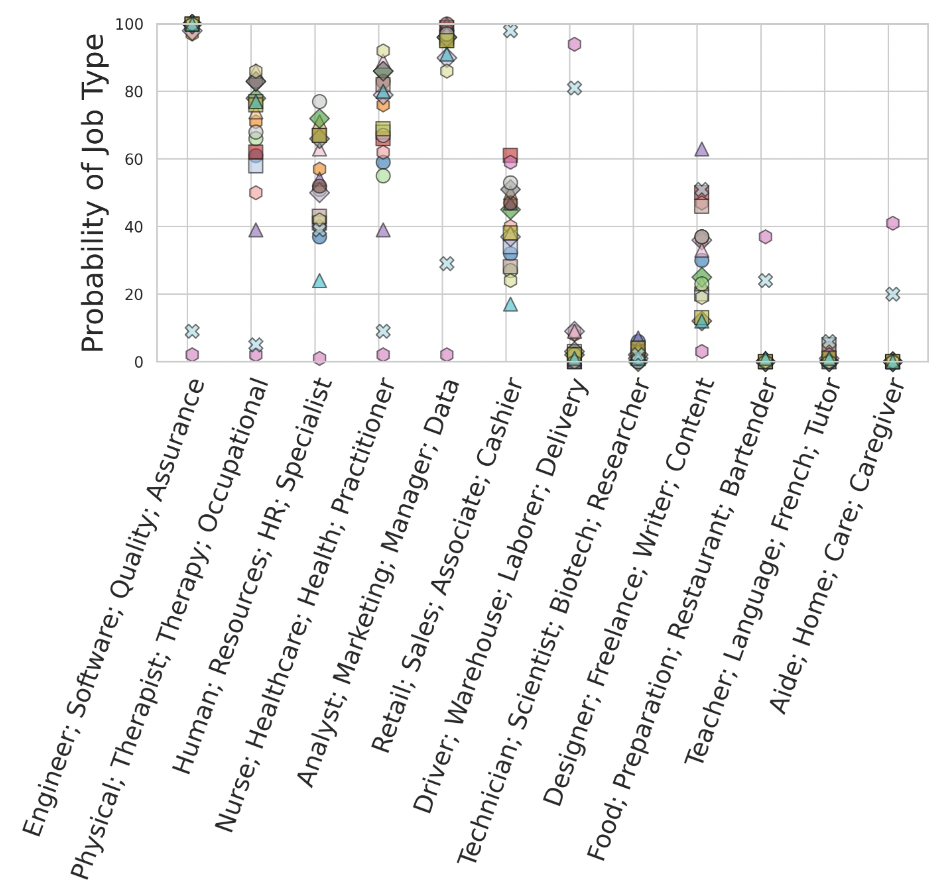 Probability of Job Type
100
80
60
40
20
0
Engineer; Software; Quality; Assurance
Physical; Therapist; Therapy; Occupational
Human; Resources; HR; Specialist
Nurse; Healthcare; Health; Practitioner
Analyst; Marketing; Manager; Data
Retail; Sales; Associate; Cashier
Driver; Warehouse; Laborer; Delivery
Technician; Scientist; Biotech; Researcher
Designer; Freelance; Writer; Content
Food; Preparation; Restaurant; Bartender
Teacher; Language; French; Tutor
Aide; Home; Care; Caregiver